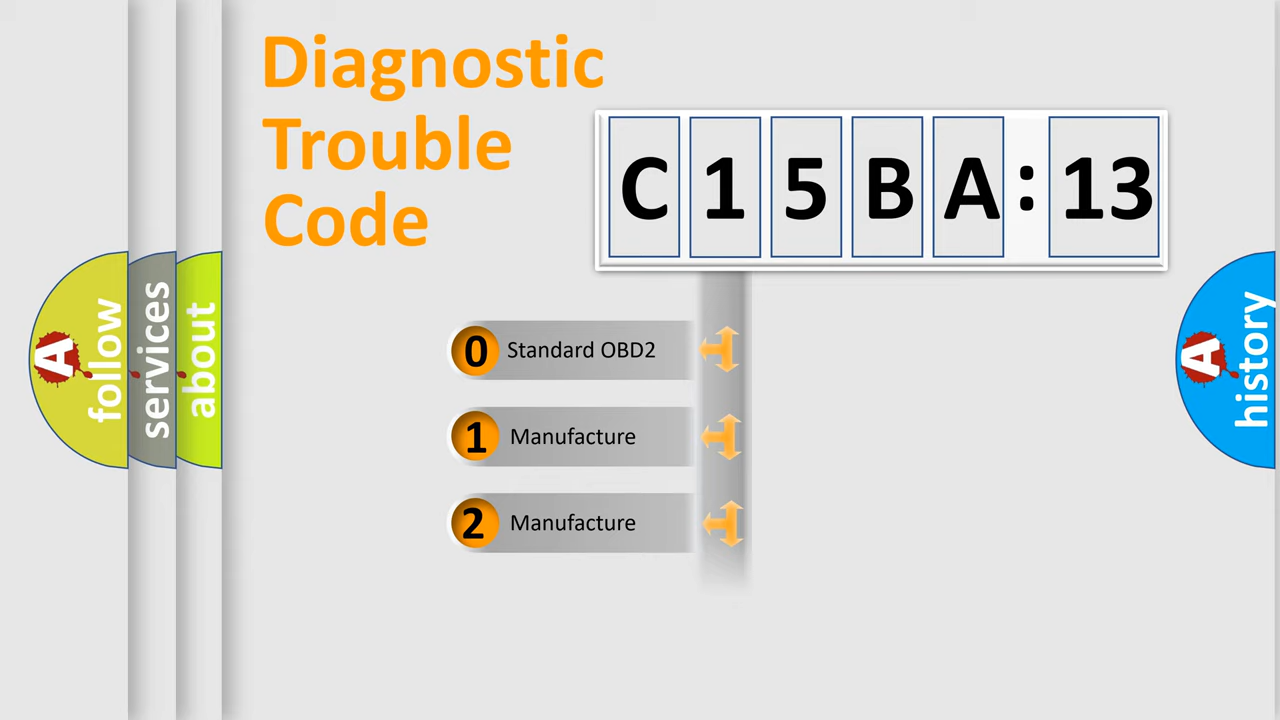 Diagnostic
Trouble
Code
C 1 5 B A : 13
0 Standard OBD2
1 Manufacture
2 Manufacture
A follow
services
about
A history